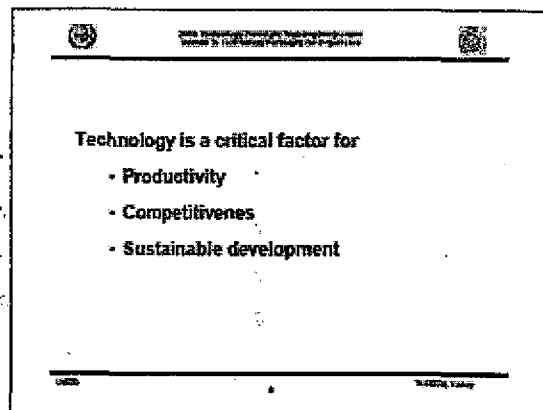 Technology is a critical factor for
- Productivity
- Competitivenes
- Sustainable development